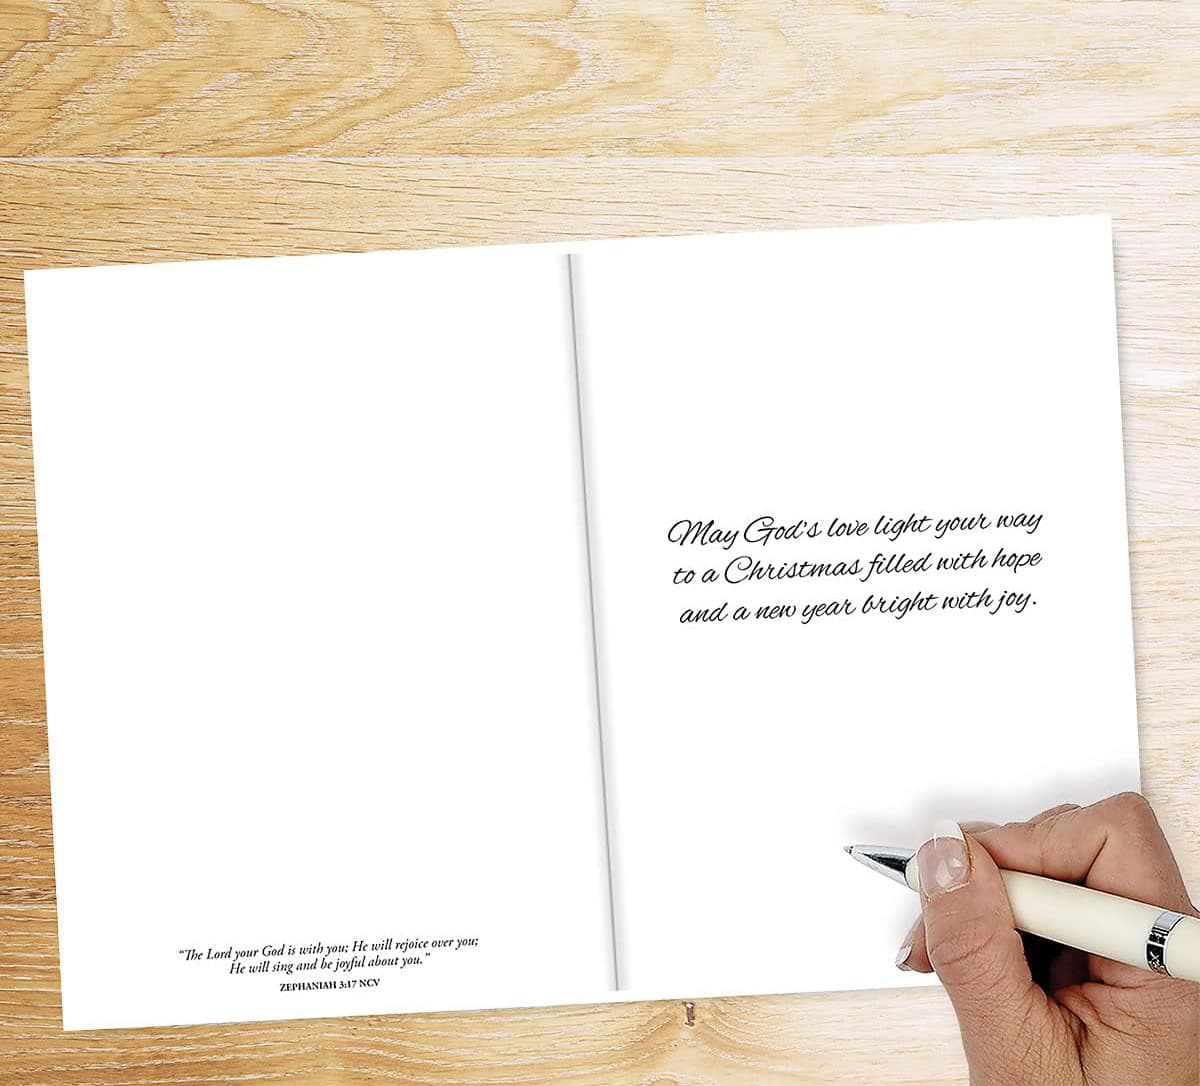 "The Lord your God is with you; He will rejoice over you;
He will sing and be joyful about you."
ZEPHANIAH 3:17 NCV
May God's love light your way
to a Christmas filled with hope
and a new year bright with joy.